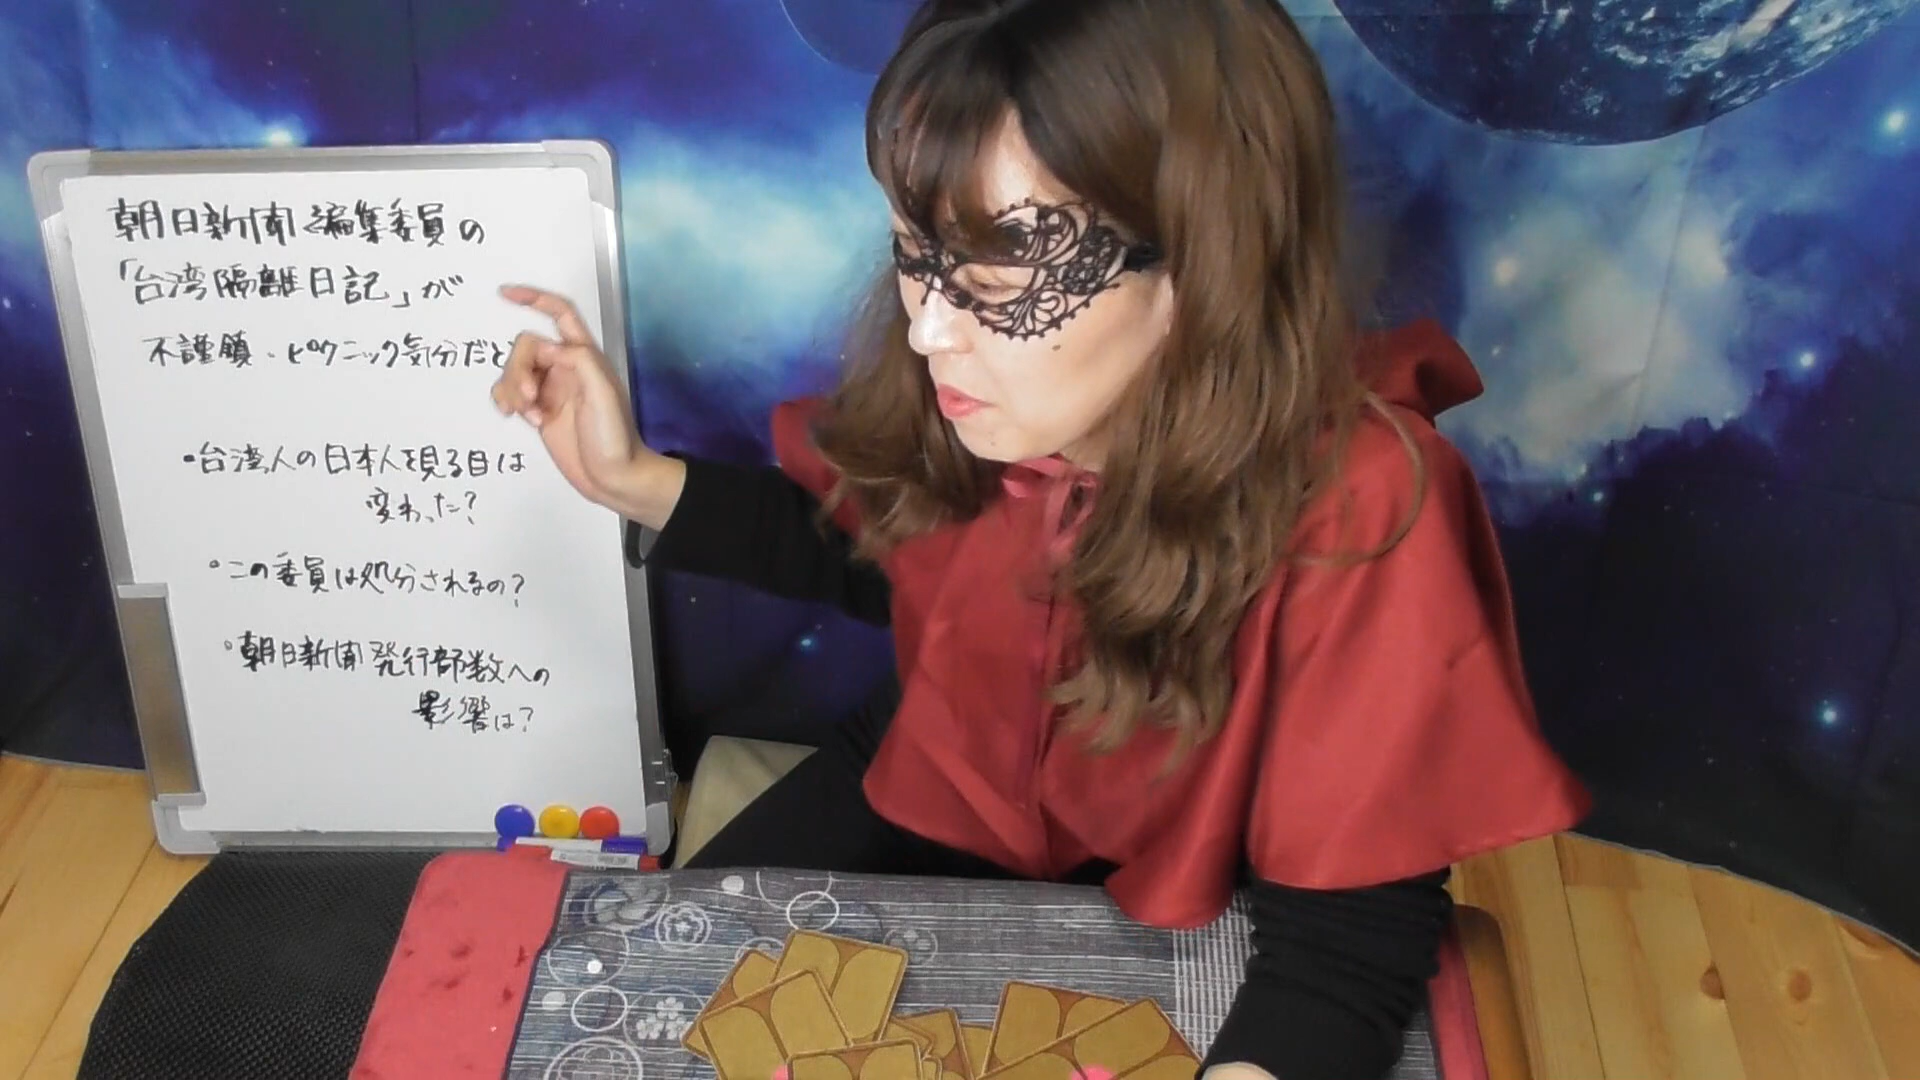 朝日新聞編集委員の
「台湾隔離日記」が
不謹鎮・ピクニック気分だと
・台湾人の日本人を見る目は
変わった?
・この委員は処分されるの?
・朝日新聞発行部数への
影響は?